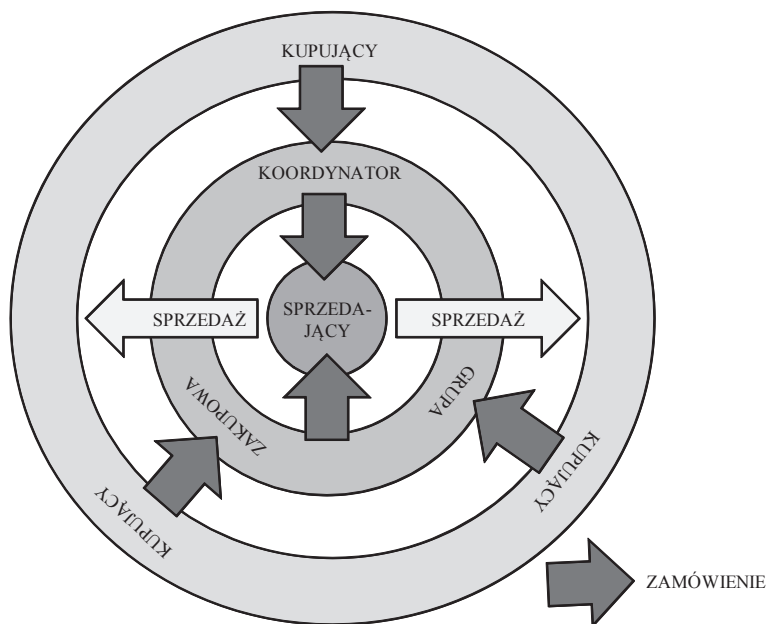 KUPUJĄCY
KOORDYNATOR
SPRZEDAŻ
SPRZEDA-
JĄCY
SPRZEDAŻ
ZAKUPOWA
GRUPA
KUPUJĄCY
KUPUJĄCY
ZAMÓWIENIE